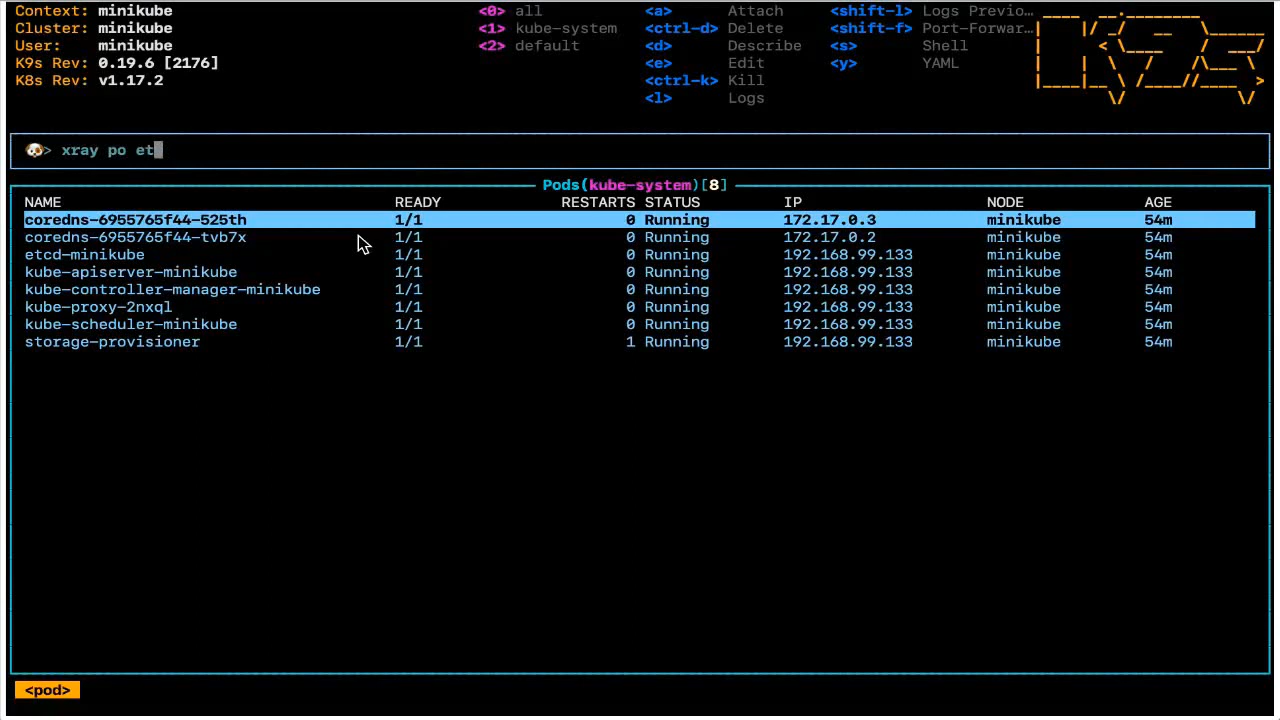 Context: minikube <0> all <a> Attach <shift-l> Logs Previo…
Cluster: minikube <1> kube-system <ctrl-d> Delete <shift-f> Port-Forwar…
User: minikube <2> default <d> Describe <s> Shell
K9s Rev: 0.19.6 [2176] <e> Edit <y> YAML
K8s Rev: v1.17.2 <ctrl-k> Kill
<l> Logs
> xray po et
Pods(kube-system)[8]
NAME READY RESTARTS STATUS IP NODE AGE
coredns-6955765f44-525th 1/1 0 Running 172.17.0.3 minikube 54m
coredns-6955765f44-tvb7x 1/1 0 Running 172.17.0.2 minikube 54m
etcd-minikube 1/1 0 Running 192.168.99.133 minikube 54m
kube-apiserver-minikube 1/1 0 Running 192.168.99.133 minikube 54m
kube-controller-manager-minikube 1/1 0 Running 192.168.99.133 minikube 54m
kube-proxy-2nxql 1/1 0 Running 192.168.99.133 minikube 54m
kube-scheduler-minikube 1/1 0 Running 192.168.99.133 minikube 54m
storage-provisioner 1/1 1 Running 192.168.99.133 minikube 54m
<pod>